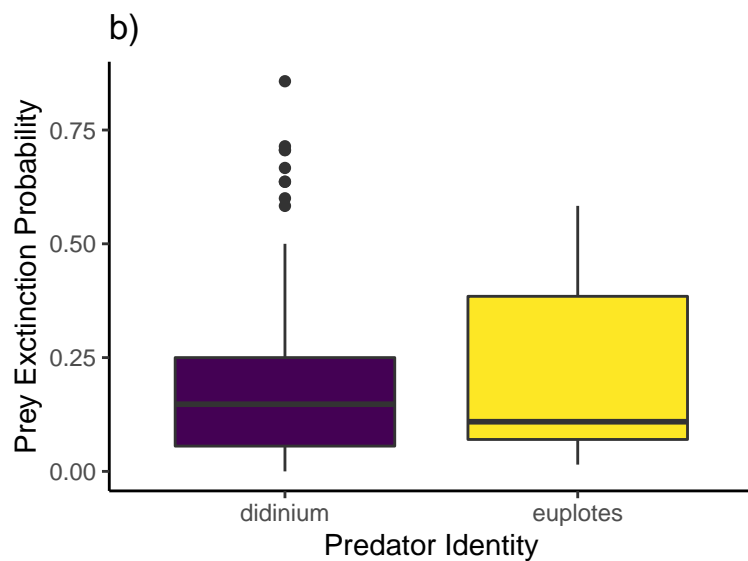 b)
Prey Exctinction Probability
0.75
0.50
0.25
0.00
didinium
euplotes
Predator Identity